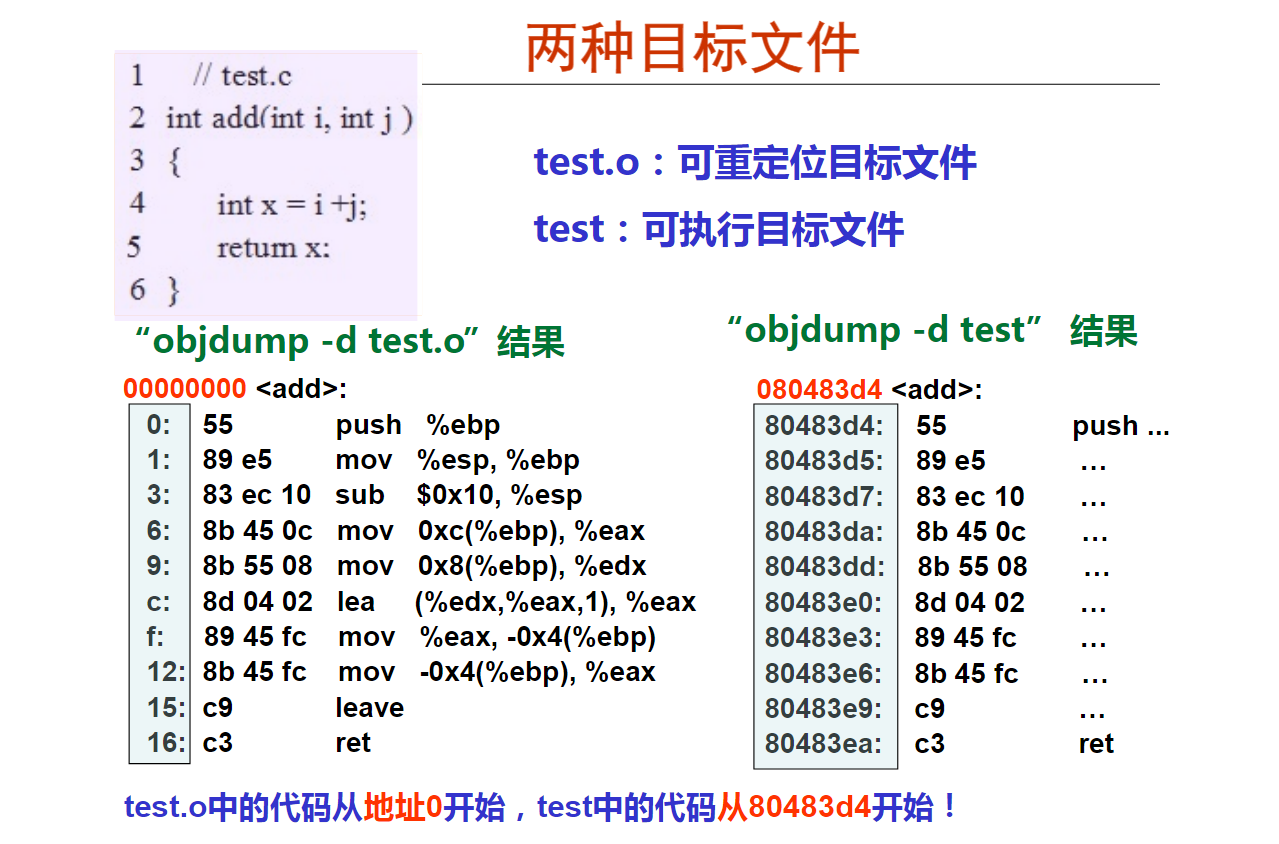 两种目标文件
1 // test.c
2 int add(int i, int j )
3 {
4 int x = i +j;
5 return x:
6 }
test.o：可重定位目标文件
test：可执行目标文件
“objdump -d test.o” 结果
00000000 <add>:
0: 55 push %ebp
1: 89 e5 mov %esp, %ebp
3: 83 ec 10 sub $0x10, %esp
6: 8b 45 0c mov 0xc(%ebp), %eax
9: 8b 55 08 mov 0x8(%ebp), %edx
c: 8d 04 02 lea (%edx,%eax,1), %eax
f: 89 45 fc mov %eax, -0x4(%ebp)
12: 8b 45 fc mov -0x4(%ebp), %eax
15: c9 leave
16: c3 ret
“objdump -d test” 结果
080483d4 <add>:
80483d4: 55 push ...
80483d5: 89 e5 …
80483d7: 83 ec 10 …
80483da: 8b 45 0c …
80483dd: 8b 55 08 …
80483e0: 8d 04 02 …
80483e3: 89 45 fc …
80483e6: 8b 45 fc …
80483e9: c9 …
80483ea: c3 ret
test.o中的代码从地址0开始，test中的代码从80483d4开始！